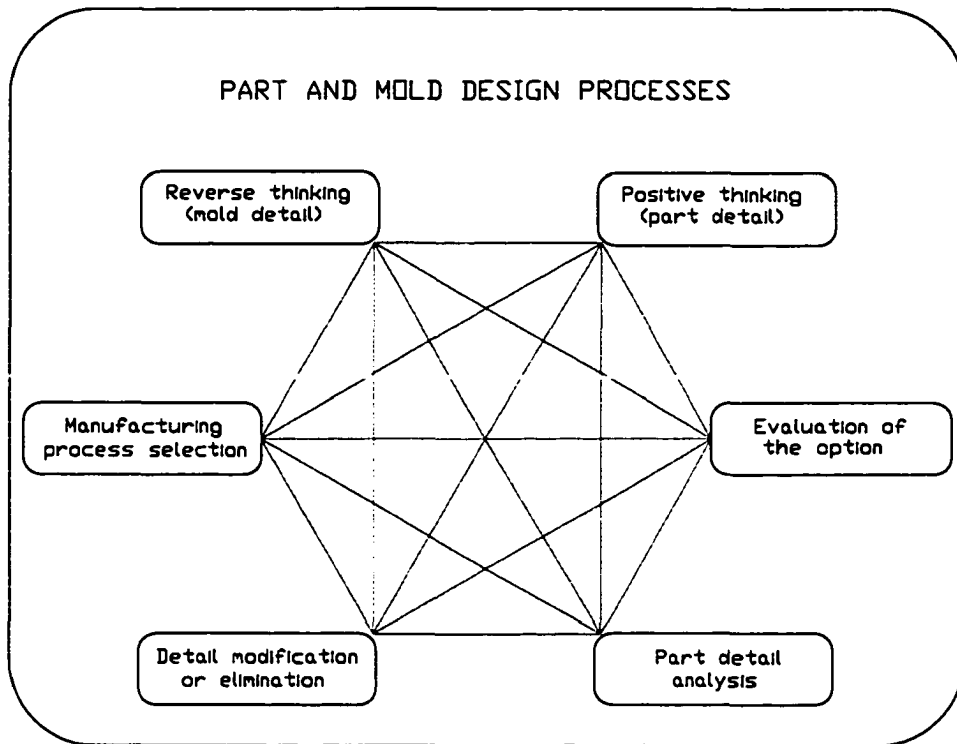 PART AND MOLD DESIGN PROCESSES
Reverse thinking
(mold detail)
Positive thinking
(part detail)
Manufacturing
process selection
Evaluation of
the option
Detail modification
or elimination
Part detail
analysis